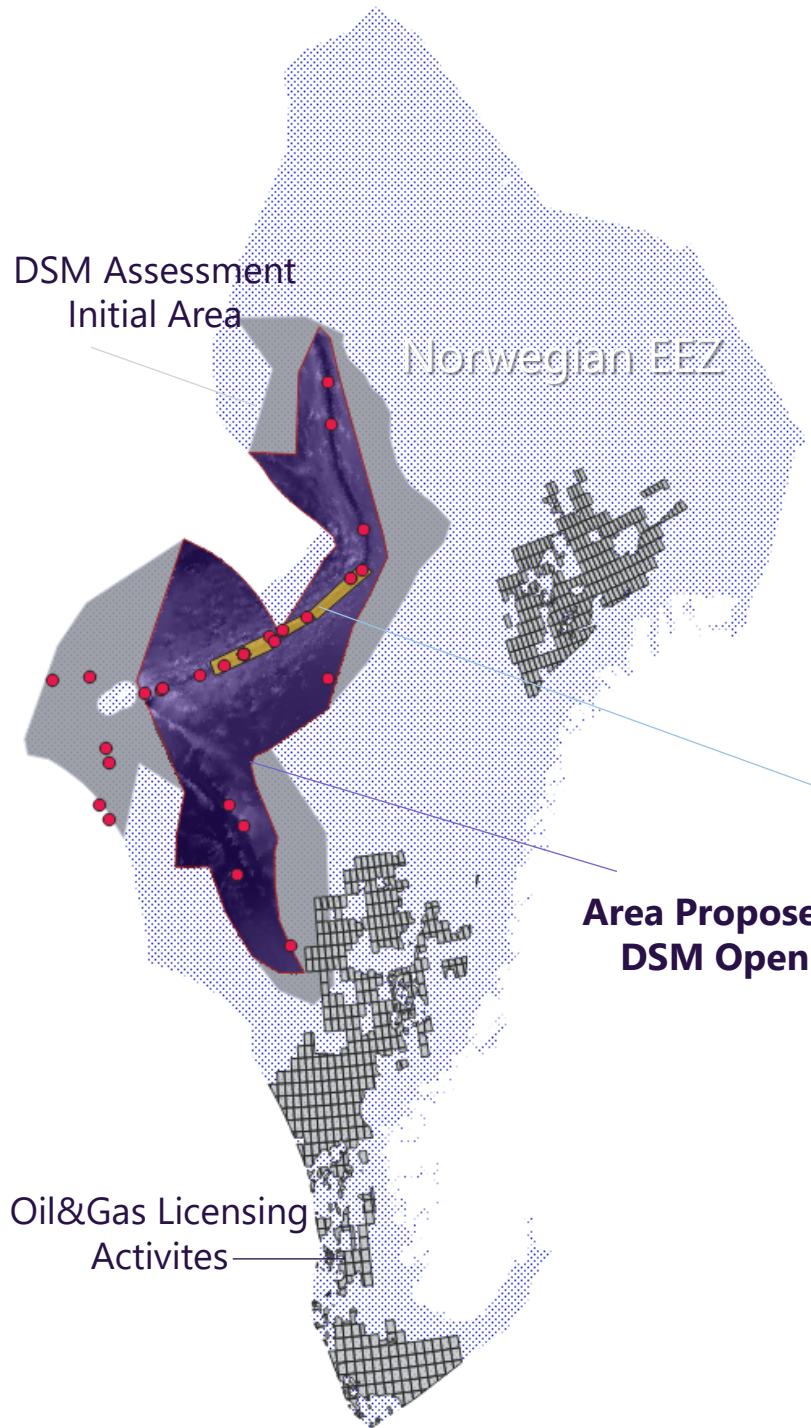 DSM Assessment
Initial Area
Norwegian EEZ
Area Propose
DSM Open
Oil&Gas Licensing
Activites